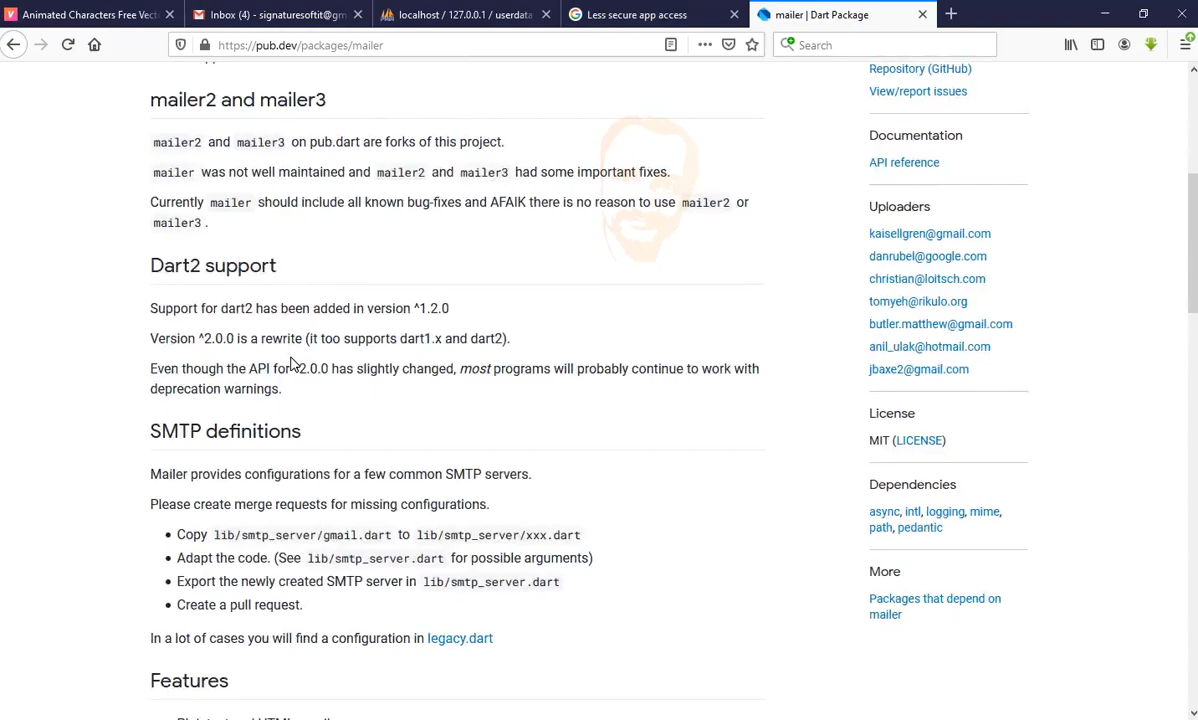 Animated Characters Free Vect
Inbox (4) - signaturesoftit@gm
localhost / 127.0.0.1 / userdata
Less secure app access
mailer | Dart Package
https://pub.dev/packages/mailer
Search
mailer2 and mailer3
mailer2 and mailer3 on pub.dart are forks of this project.
mailer was not well maintained and mailer2 and mailer3 had some important fixes.
Currently mailer should include all known bug-fixes and AFAIK there is no reason to use mailer2 or
mailer3 .
Dart2 support
Support for dart2 has been added in version ^1.2.0
Version ^2.0.0 is a rewrite (it too supports dart1.x and dart2).
Even though the API for 2.0.0 has slightly changed, most programs will probably continue to work with
deprecation warnings.
SMTP definitions
Mailer provides configurations for a few common SMTP servers.
Please create merge requests for missing configurations.
Copy lib/smtp_server/gmail.dart to lib/smtp_server/xxx.dart
Adapt the code. (See lib/smtp_server.dart for possible arguments)
Export the newly created SMTP server in lib/smtp_server.dart
Create a pull request.
In a lot of cases you will find a configuration in legacy.dart
Features
Repository (GitHub)
View/report issues
Documentation
API reference
Uploaders
kaisellgren@gmail.com
danrubel@google.com
christian@loitsch.com
tomyeh@rikulo.org
butler.matthew@gmail.com
anil_ulak@hotmail.com
jbaxe2@gmail.com
License
MIT (LICENSE)
Dependencies
async, intl, logging, mime,
path, pedantic
More
Packages that depend on
mailer